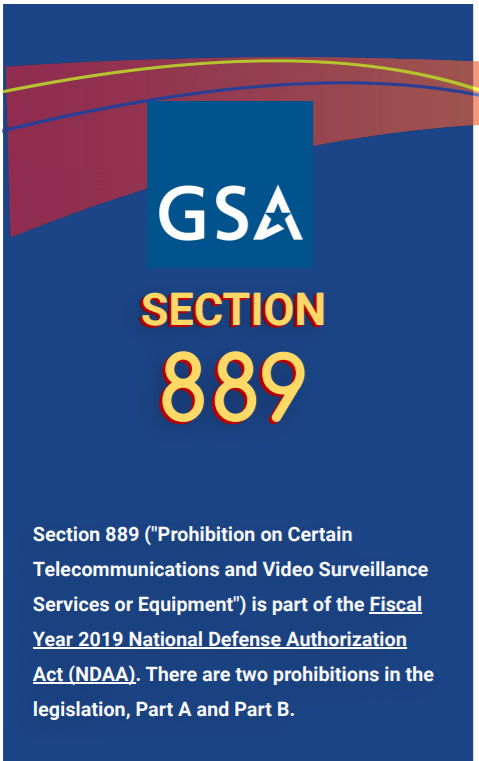 GSA
SECTION
889
Section 889 ("Prohibition on Certain
Telecommunications and Video Surveillance
Services or Equipment") is part of the Fiscal
Year 2019 National Defense Authorization
Act (NDAA). There are two prohibitions in the
legislation, Part A and Part B.